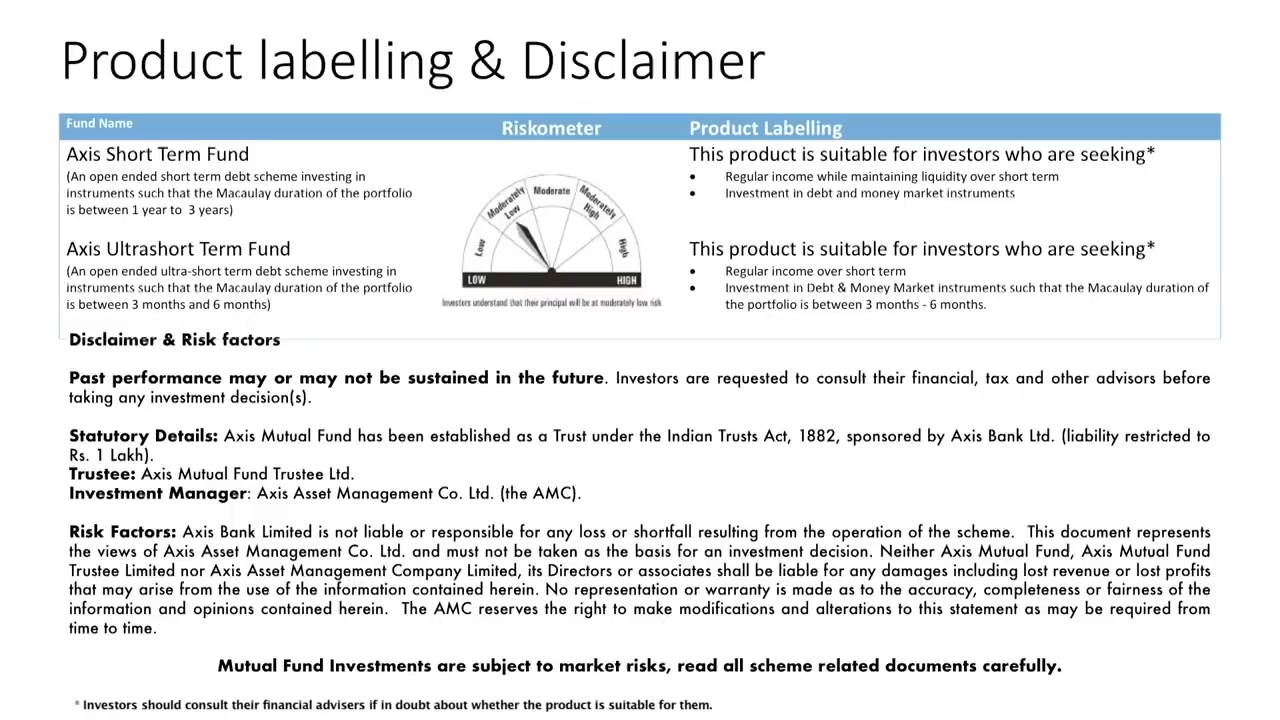 Product labelling & Disclaimer
Fund Name
Riskometer
Product Labelling
Axis Short Term Fund
(An open ended short term debt scheme investing in
instruments such that the Macaulay duration of the portfolio
is between 1 year to 3 years)
Axis Ultrashort Term Fund
(An open ended ultra-short term debt scheme investing in
instruments such that the Macaulay duration of the portfolio
is between 3 months and 6 months)
Low
Moderately
Low
Moderate
Moderately
High
High
LOW
HIGH
Investors understand that their principal will be at moderately low risk
This product is suitable for investors who are seeking*
• Regular income while maintaining liquidity over short term
• Investment in debt and money market instruments
This product is suitable for investors who are seeking*
• Regular income over short term
• Investment in Debt & Money Market instruments such that the Macaulay duration of
the portfolio is between 3 months - 6 months.
Disclaimer & Risk factors
Past performance may or may not be sustained in the future. Investors are requested to consult their financial, tax and other advisors before
taking any investment decision(s).
Statutory Details: Axis Mutual Fund has been established as a Trust under the Indian Trusts Act, 1882, sponsored by Axis Bank Ltd. (liability restricted to
Rs. 1 Lakh).
Trustee: Axis Mutual Fund Trustee Ltd.
Investment Manager: Axis Asset Management Co. Ltd. (the AMC).
Risk Factors: Axis Bank Limited is not liable or responsible for any loss or shortfall resulting from the operation of the scheme. This document represents
the views of Axis Asset Management Co. Ltd. and must not be taken as the basis for an investment decision. Neither Axis Mutual Fund, Axis Mutual Fund
Trustee Limited nor Axis Asset Management Company Limited, its Directors or associates shall be liable for any damages including lost revenue or lost profits
that may arise from the use of the information contained herein. No representation or warranty is made as to the accuracy, completeness or fairness of the
information and opinions contained herein. The AMC reserves the right to make modifications and alterations to this statement as may be required from
time to time.
Mutual Fund Investments are subject to market risks, read all scheme related documents carefully.
* Investors should consult their financial advisers if in doubt about whether the product is suitable for them.